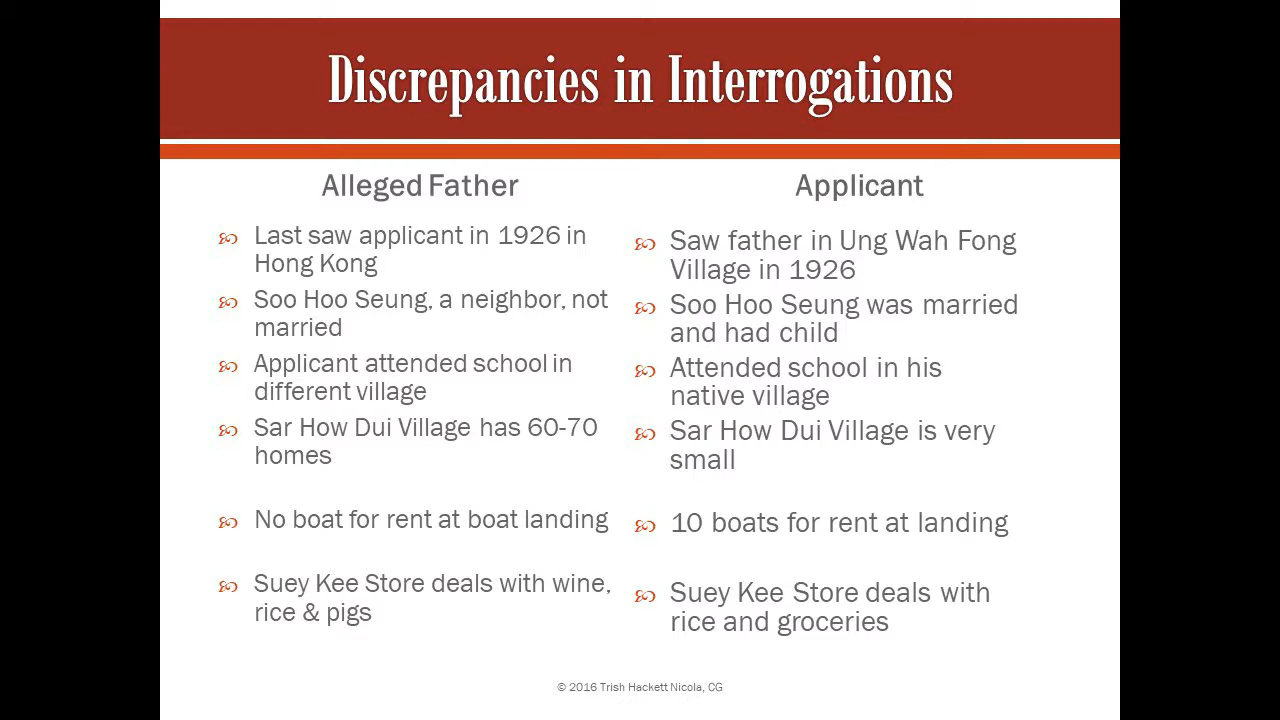 Discrepancies in Interrogations
Alleged Father
Last saw applicant in 1926 in
Hong Kong
Soo Hoo Seung, a neighbor, not
married
Applicant attended school in
different village
Sar How Dui Village has 60-70
homes
No boat for rent at boat landing
Suey Kee Store deals with wine,
rice & pigs
Applicant
Saw father in Ung Wah Fong
Village in 1926
Soo Hoo Seung was married
and had child
Attended school in his
native village
Sar How Dui Village is very
small
10 boats for rent at landing
Suey Kee Store deals with
rice and groceries
© 2016 Trish Hackett Nicola, CG